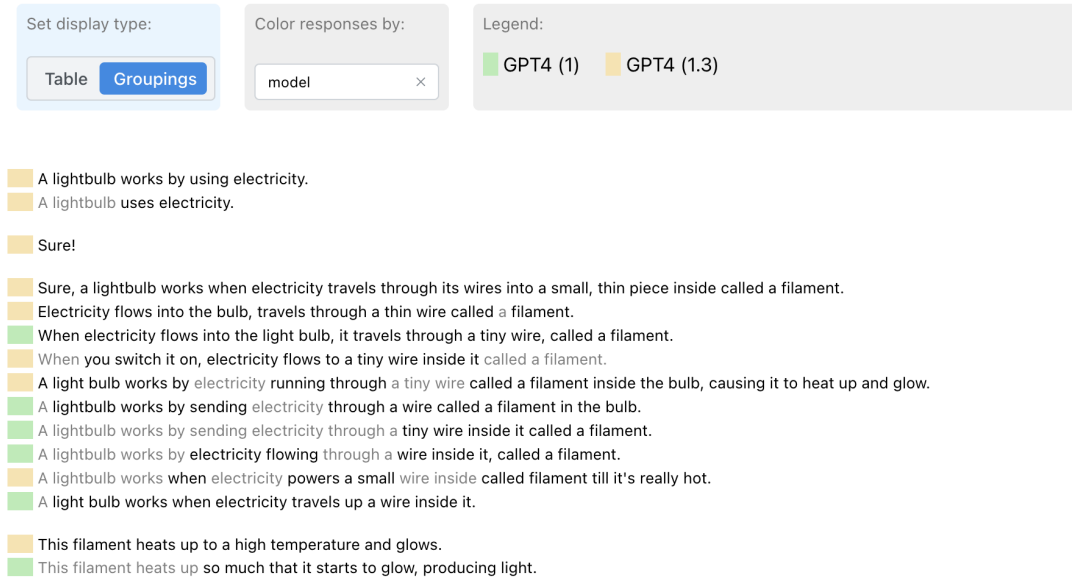 Set display type:
Color responses by:
Legend:
Table
Groupings
model
GPT4 (1)
GPT4 (1.3)
A lightbulb works by using electricity.
A lightbulb uses electricity.
Sure!
Sure, a lightbulb works when electricity travels through its wires into a small, thin piece inside called a filament.
Electricity flows into the bulb, travels through a thin wire called a filament.
When electricity flows into the light bulb, it travels through a tiny wire, called a filament.
When you switch it on, electricity flows to a tiny wire inside it called a filament.
A light bulb works by electricity running through a tiny wire called a filament inside the bulb, causing it to heat up and glow.
A lightbulb works by sending electricity through a wire called a filament in the bulb.
A lightbulb works by sending electricity through a tiny wire inside it called a filament.
A lightbulb works by electricity flowing through a wire inside it, called a filament.
A lightbulb works when electricity powers a small wire inside called filament till it's really hot.
A light bulb works when electricity travels up a wire inside it.
This filament heats up to a high temperature and glows.
This filament heats up so much that it starts to glow, producing light.